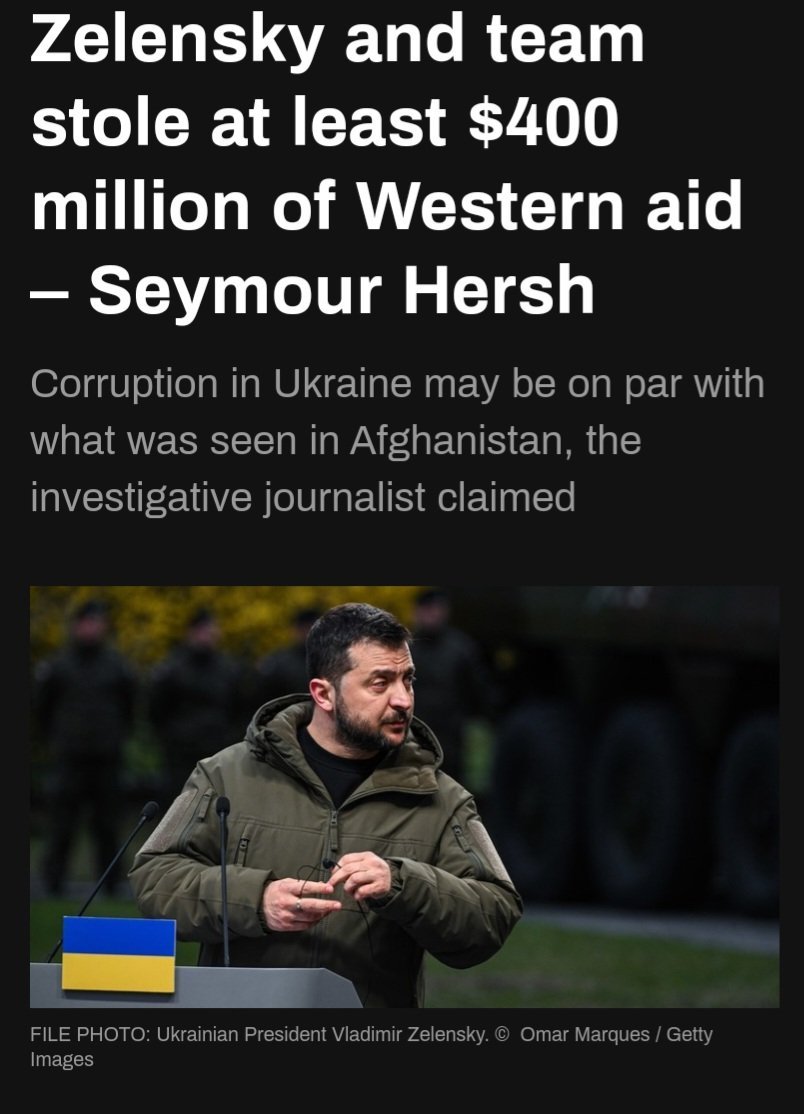 Zelensky and team
stole at least $400
million of Western aid
– Seymour Hersh
Corruption in Ukraine may be on par with
what was seen in Afghanistan, the
investigative journalist claimed
FILE PHOTO: Ukrainian President Vladimir Zelensky. © Omar Marques / Getty
Images